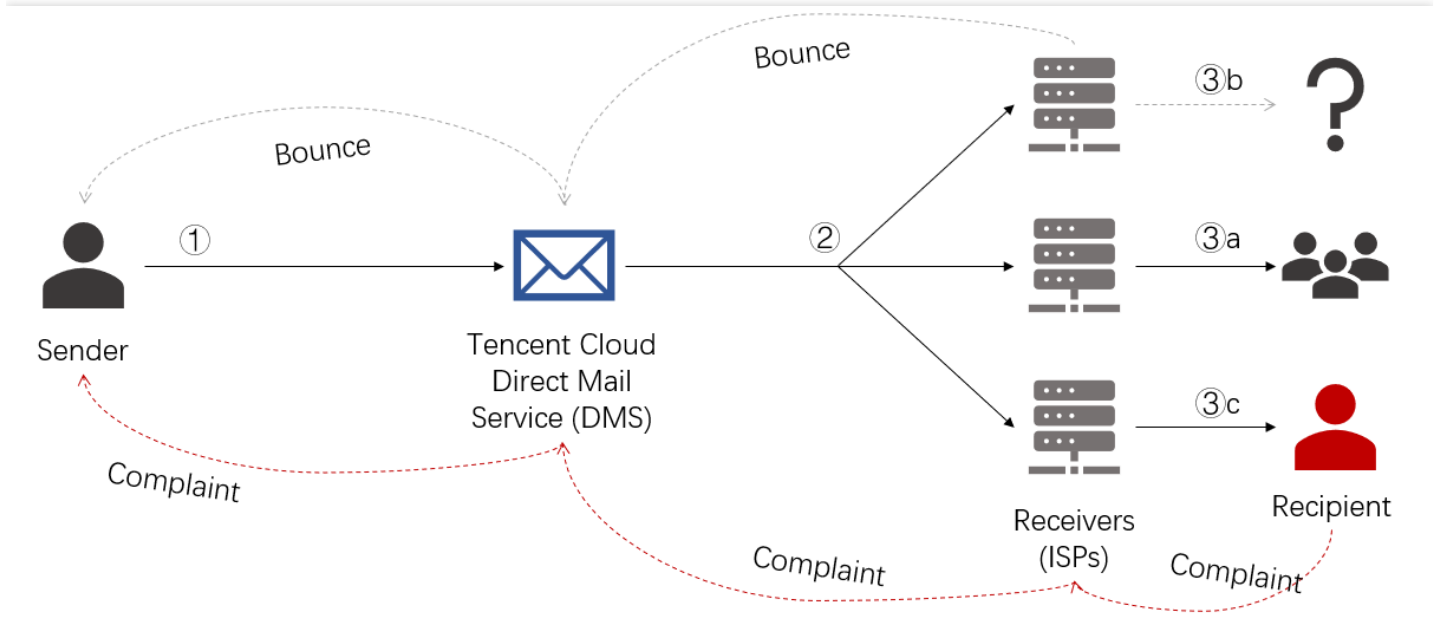 Bounce
③b
Bounce
①
②
③a
Sender
Tencent Cloud
Direct Mail
Service (DMS)
③c
Complaint
Receivers
(ISPs)
Recipient
Complaint
Complaint